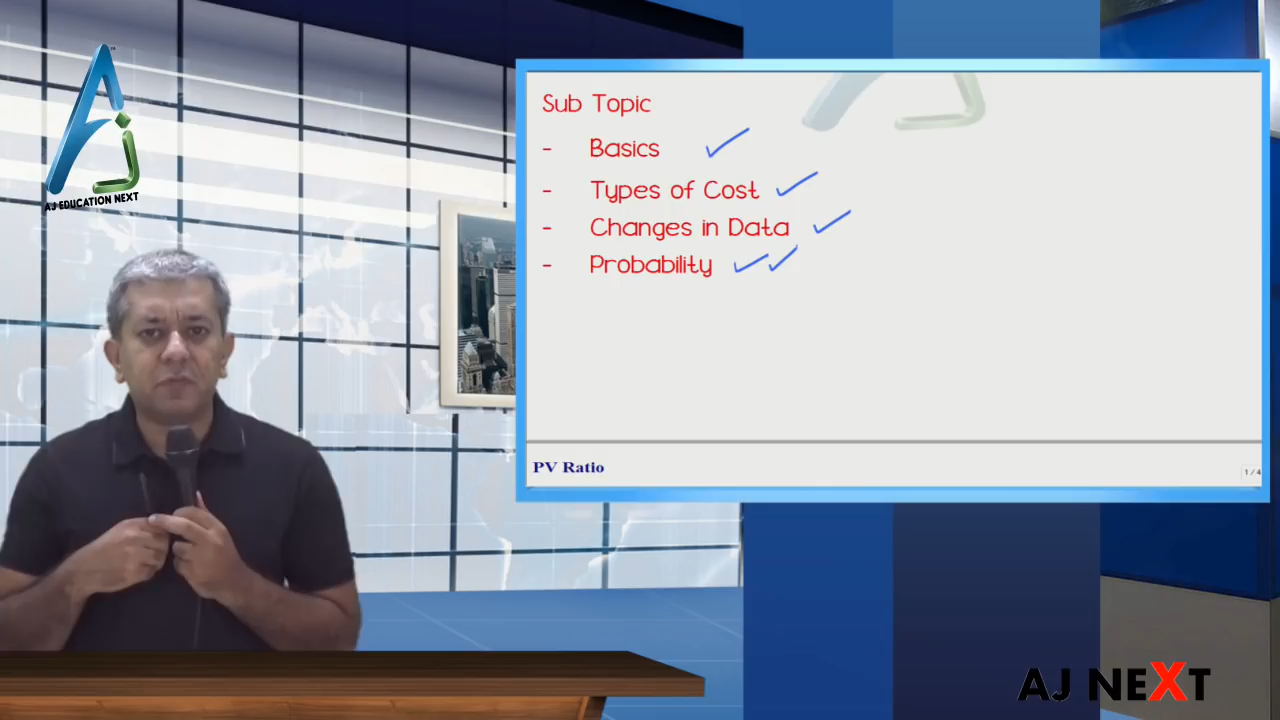 AJ EDUCATION NEXT
Sub Topic
- Basics
- Types of Cost
- Changes in Data
- Probability
PV Ratio
1/4
AJ NEXT